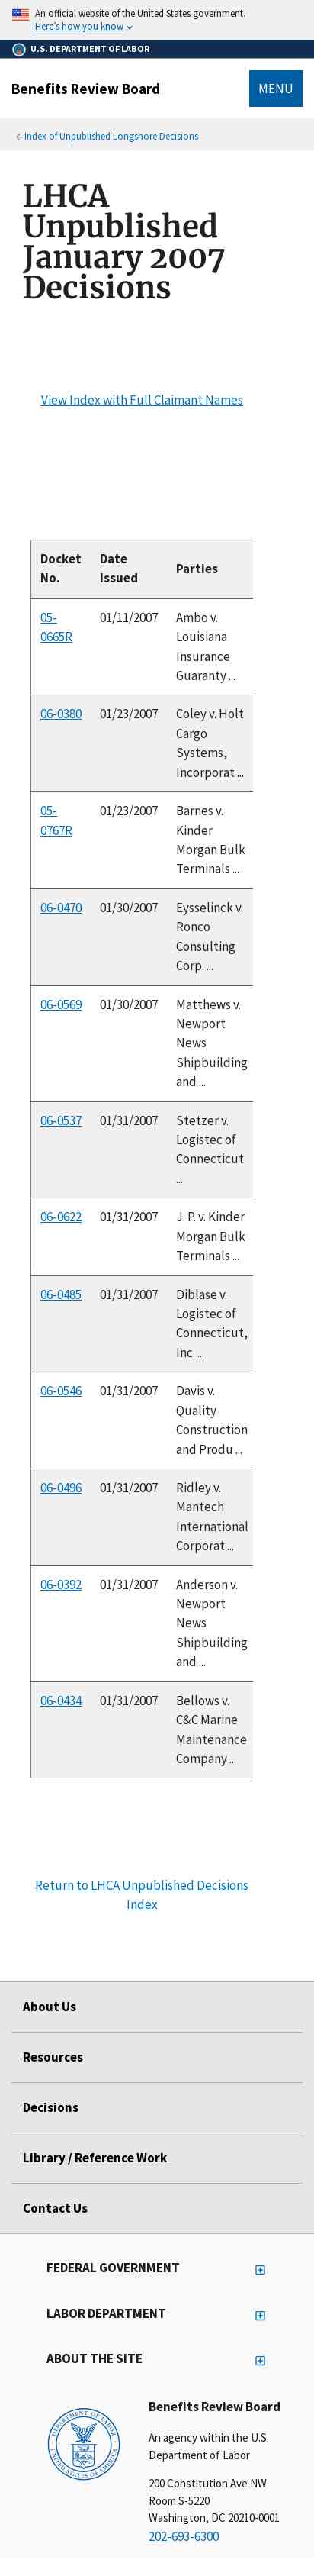 An official website of the United States government.
Here's how you know
U.S. DEPARTMENT OF LABOR
Benefits Review Board
MENU
Index of Unpublished Longshore Decisions
LHCA
Unpublished
January 2007
Decisions
View Index with Full Claimant Names
Docket No. Date Issued Parties
05-0665R 01/11/2007 Ambo v. Louisiana Insurance Guaranty ...
06-0380 01/23/2007 Coley v. Holt Cargo Systems, Incorporat ...
05-0767R 01/23/2007 Barnes v. Kinder Morgan Bulk Terminals ...
06-0470 01/30/2007 Eysselinck v. Ronco Consulting Corp. ...
06-0569 01/30/2007 Matthews v. Newport News Shipbuilding and ...
06-0537 01/31/2007 Stetzer v. Logistec of Connecticut ...
06-0622 01/31/2007 J. P. v. Kinder Morgan Bulk Terminals ...
06-0485 01/31/2007 Diblase v. Logistec of Connecticut, Inc. ...
06-0546 01/31/2007 Davis v. Quality Construction and Produ ...
06-0496 01/31/2007 Ridley v. Mantech International Corporat ...
06-0392 01/31/2007 Anderson v. Newport News Shipbuilding and ...
06-0434 01/31/2007 Bellows v. C&C Marine Maintenance Company ...
Return to LHCA Unpublished Decisions
Index
About Us
Resources
Decisions
Library / Reference Work
Contact Us
FEDERAL GOVERNMENT
LABOR DEPARTMENT
ABOUT THE SITE
Benefits Review Board
An agency within the U.S.
Department of Labor
200 Constitution Ave NW
Room S-5220
Washington, DC 20210-0001
202-693-6300